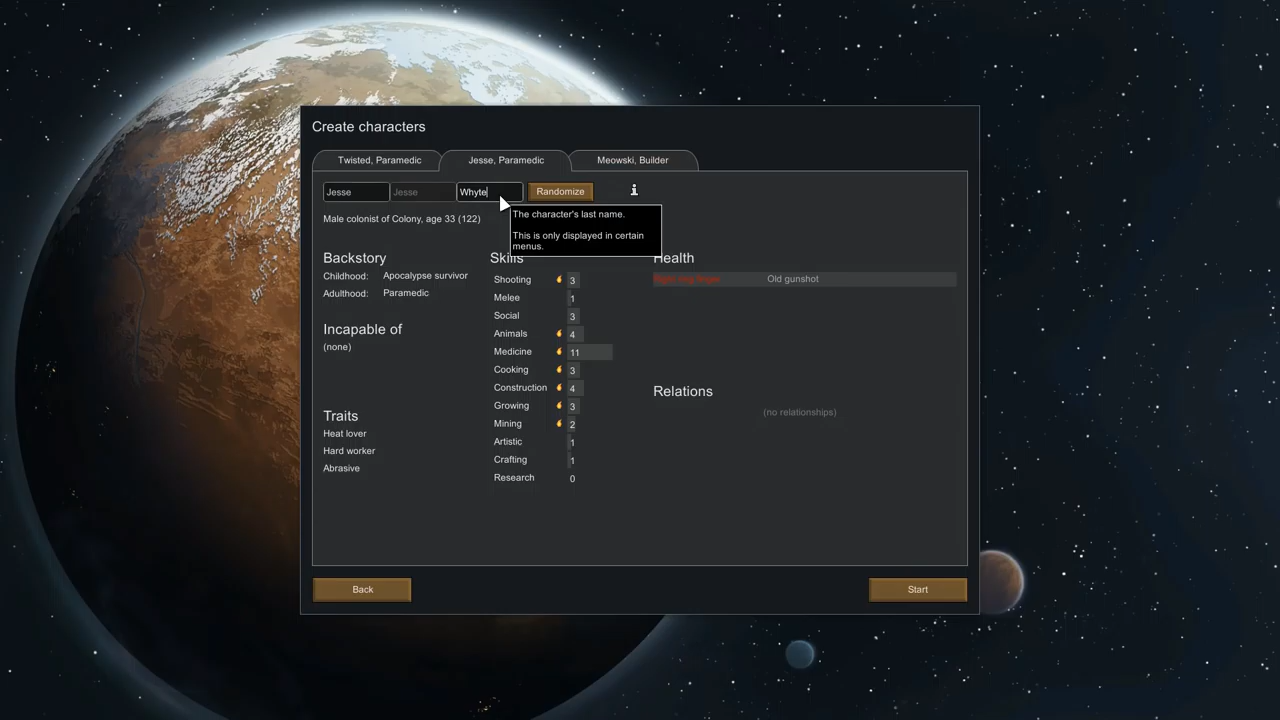 Create characters
Twisted, Paramedic
Jesse, Paramedic
Meowski, Builder
Jesse
Jesse
Whyte
Randomize
Male colonist of Colony, age 33 (122)
The character's last name.
This is only displayed in certain
menus.
Backstory
Childhood: Apocalypse survivor
Adulthood: Paramedic
Incapable of
(none)
Traits
Heat lover
Hard worker
Abrasive
Skills
Shooting 3
Melee 1
Social 3
Animals 4
Medicine 11
Cooking 3
Construction 4
Growing 3
Mining 2
Artistic 1
Crafting 1
Research 0
Health
Right ring finger Old gunshot
Relations
(no relationships)
Back
Start